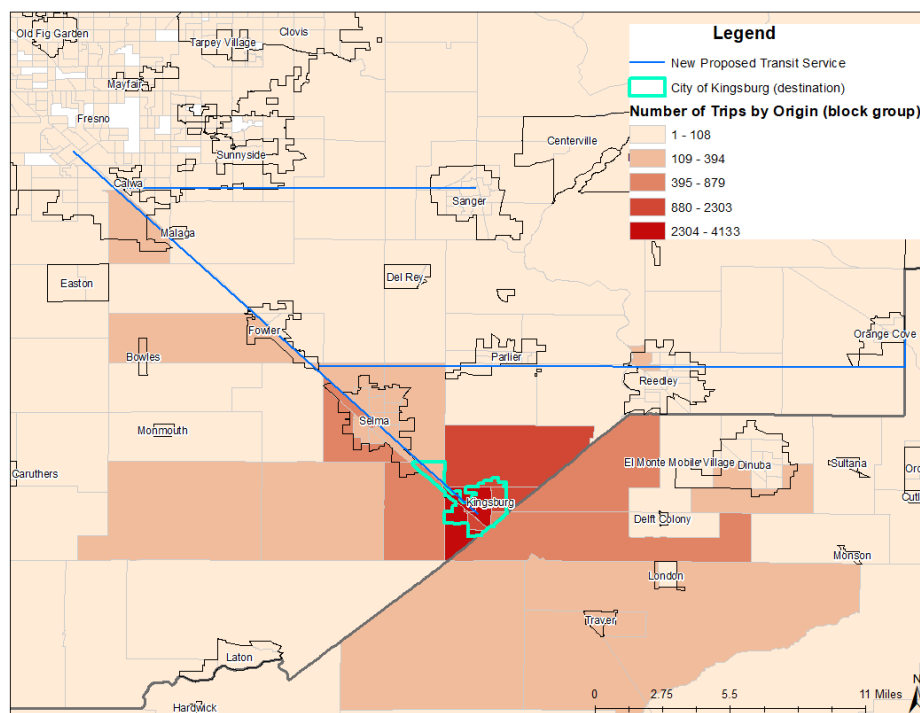 Old Fig Garden
Tarpey Village
Clovis
Legend
New Proposed Transit Service
City of Kingsburg (destination)
Number of Trips by Origin (block group)
1 - 108
109 - 394
395 - 879
880 - 2303
2304 - 4133
Mayfair
Fresno
Sunnyside
Centerville
Calwa
Sanger
Malaga
Easton
Del Rey
Fowler
Orange Cove
Bowles
Parlier
Reedley
Selma
Monmouth
Caruthers
El Monte Mobile Village
Dinuba
Sultana
Oro
Cutl
Kingsburg
Delft Colony
Monson
London
Traver
Laton
Hardwick
N
0 2.75 5.5 11 Miles